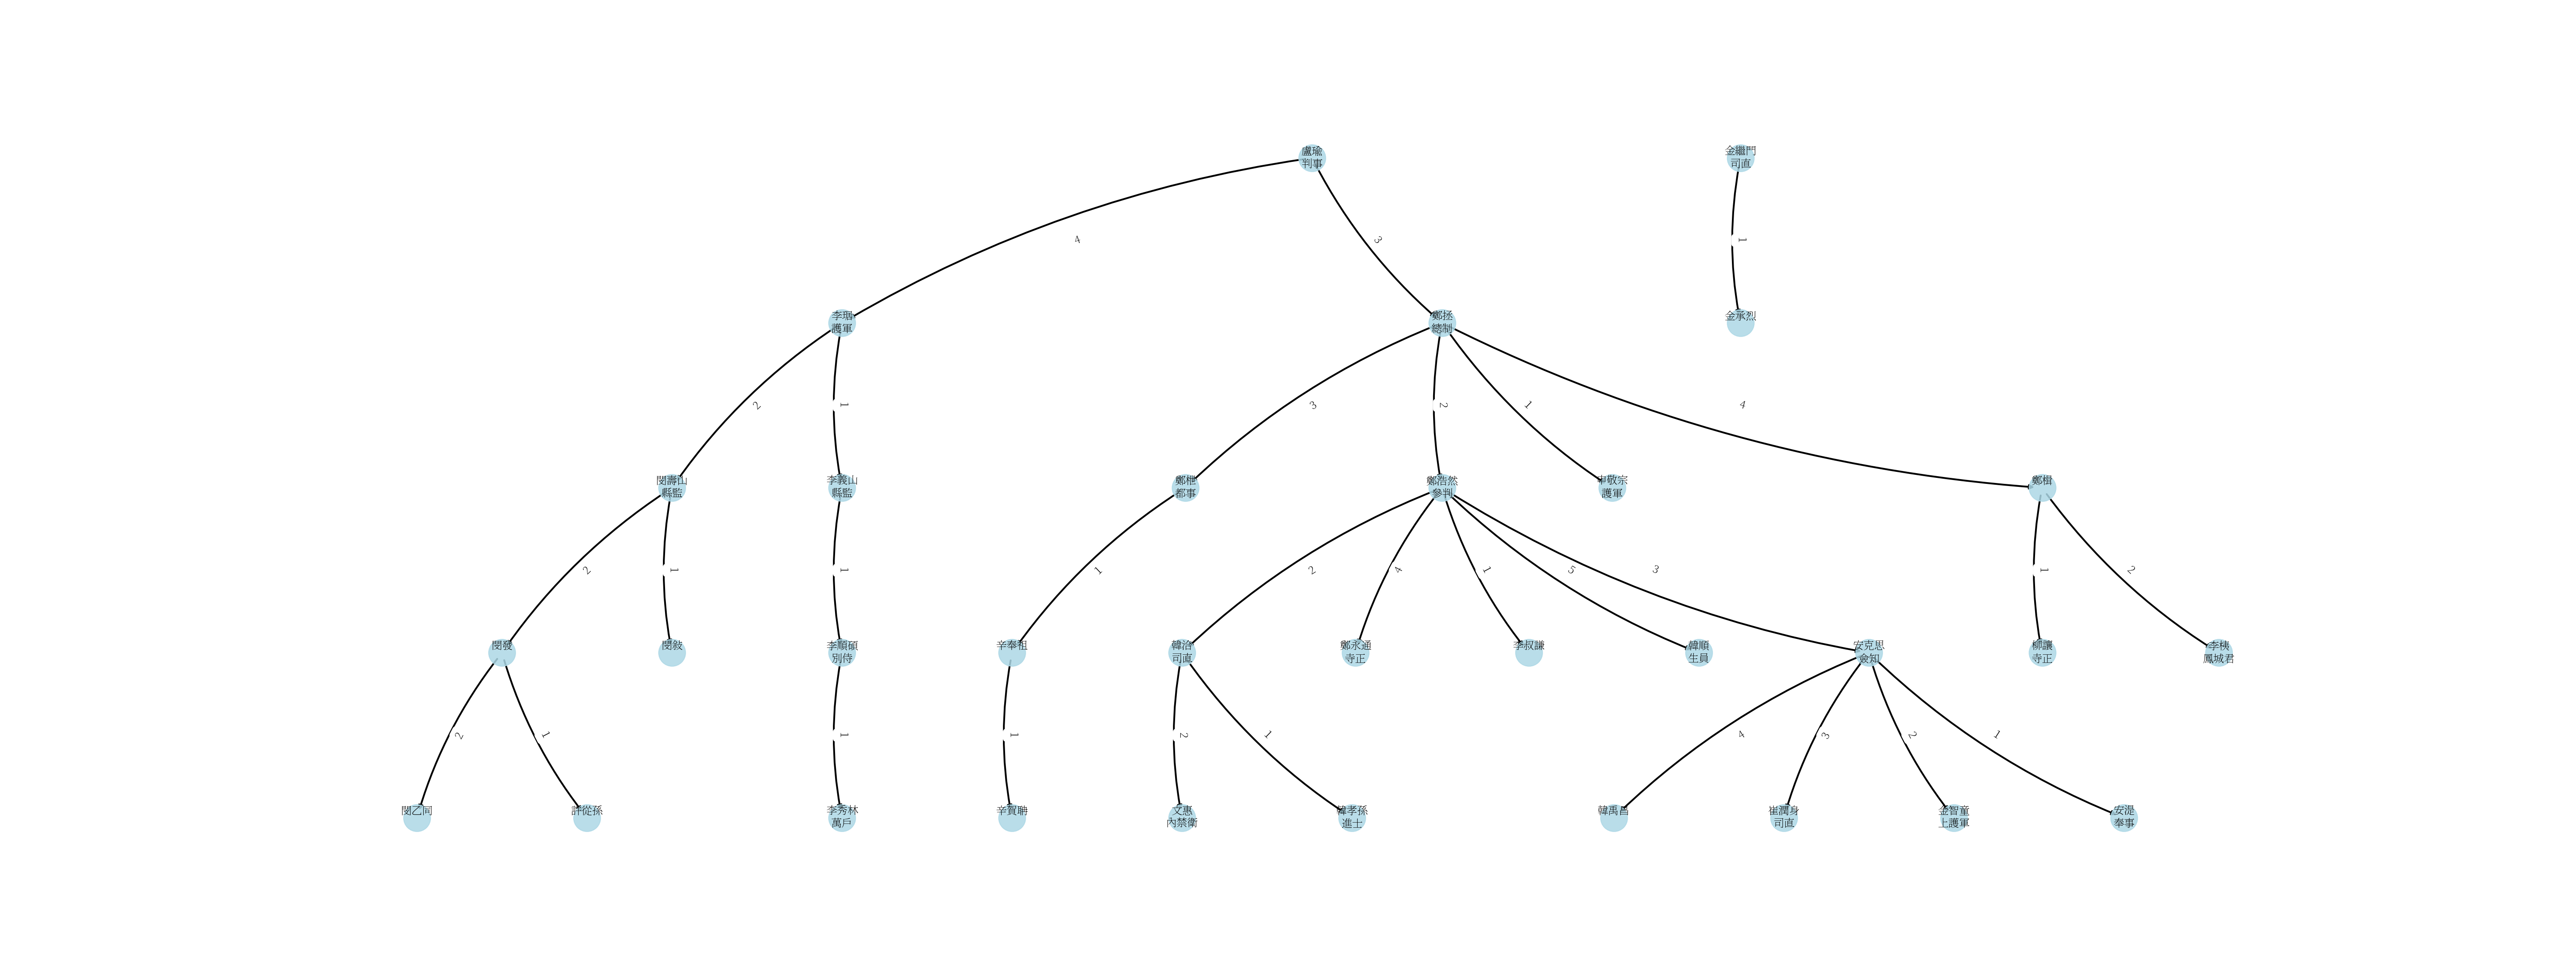 盧瑜
判事
金繼門
司直
4
3
1
李𤧚
護軍
鄭拯
總制
金承烈
2
1
3
2
1
4
閔壽山
縣監
李義山
縣監
鄭框
都事
鄭浩然
參判
申敬宗
護軍
鄭楫
2
1
1
1
2
4
1
5
3
1
2
閔發
閔敍
李順碩
別侍
辛奉祖
韓治
司直
鄭永通
寺正
李叔謙
韓順
生員
安克思
僉知
柳讓
寺正
李㭱
鳳城君
2
1
1
1
2
1
4
3
2
1
閔乙同
許從孫
李秀林
萬戶
辛賀聃
文惠
內禁衛
韓孝孫
進士
韓禹昌
崔潤身
司直
金智童
上護軍
安湜
奉事